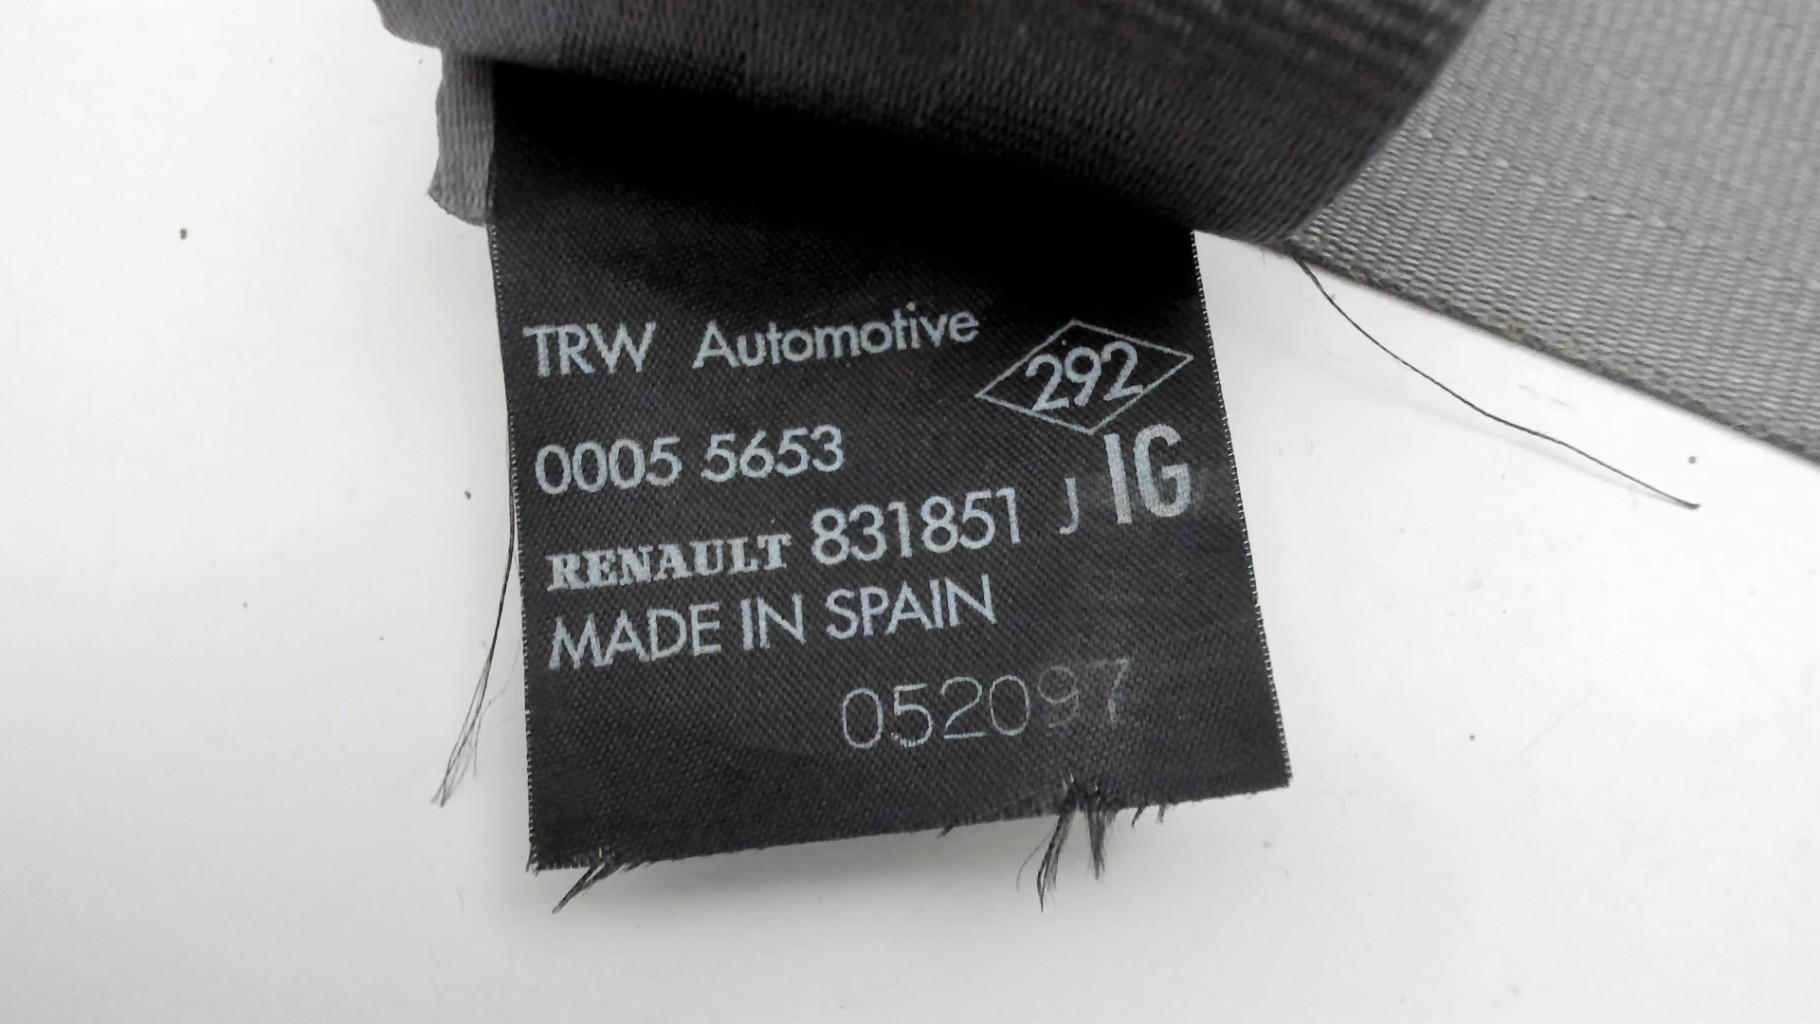 TRW Automotive 292
0005 5653
RENAULT 831851 J IG
MADE IN SPAIN
052097